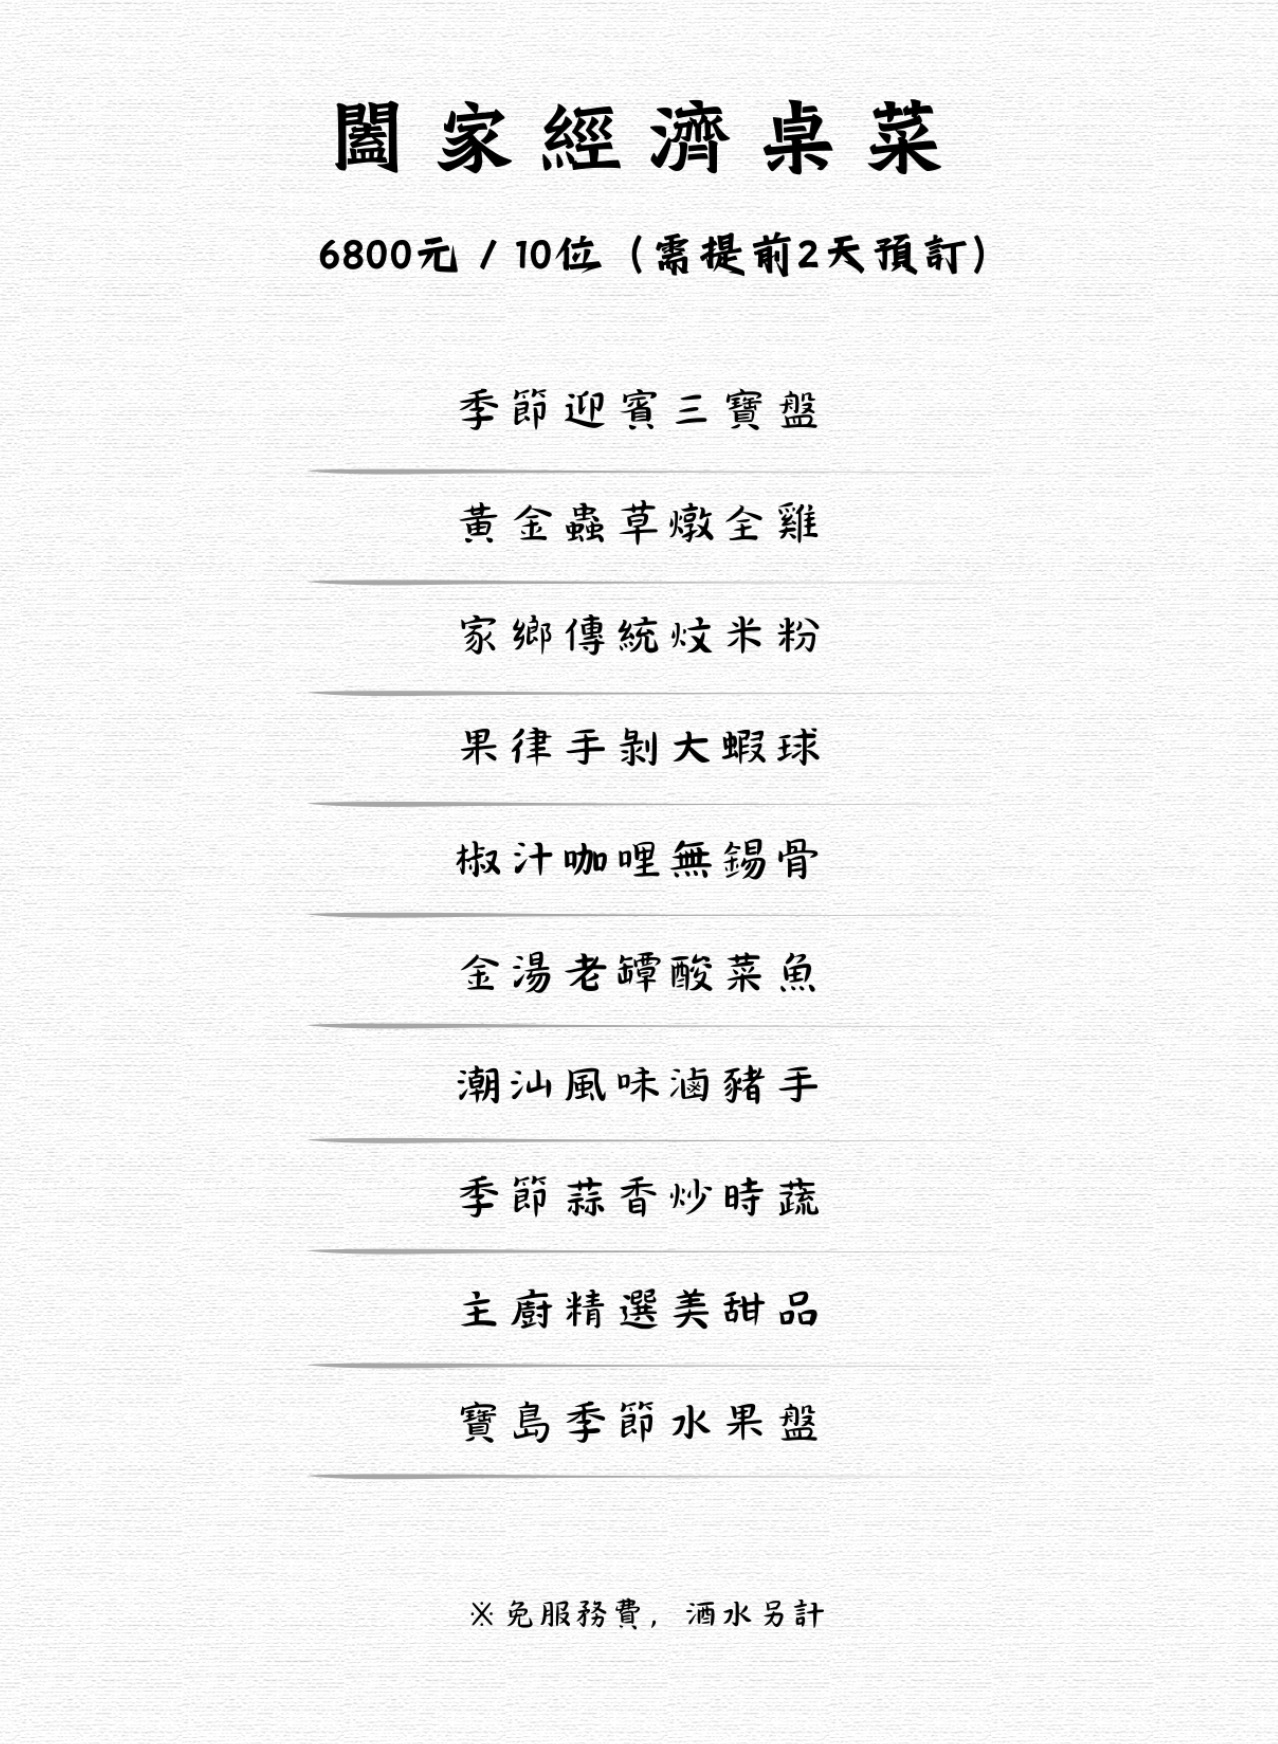 闔家經濟桌菜
6800元 / 10位（需提前2天預訂）
季節迎賓三寶盤
黃金蟲草燉全雞
家鄉傳統炆米粉
果律手剝大蝦球
椒汁咖哩無錫骨
金湯老罈酸菜魚
潮汕風味滷豬手
季節蒜香炒時蔬
主廚精選美甜品
寶島季節水果盤
※免服務費，酒水另計